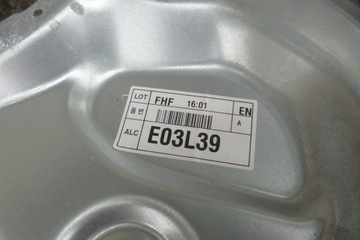 LOT FHF 16:01 EN
품 번 A
ALC E03L39